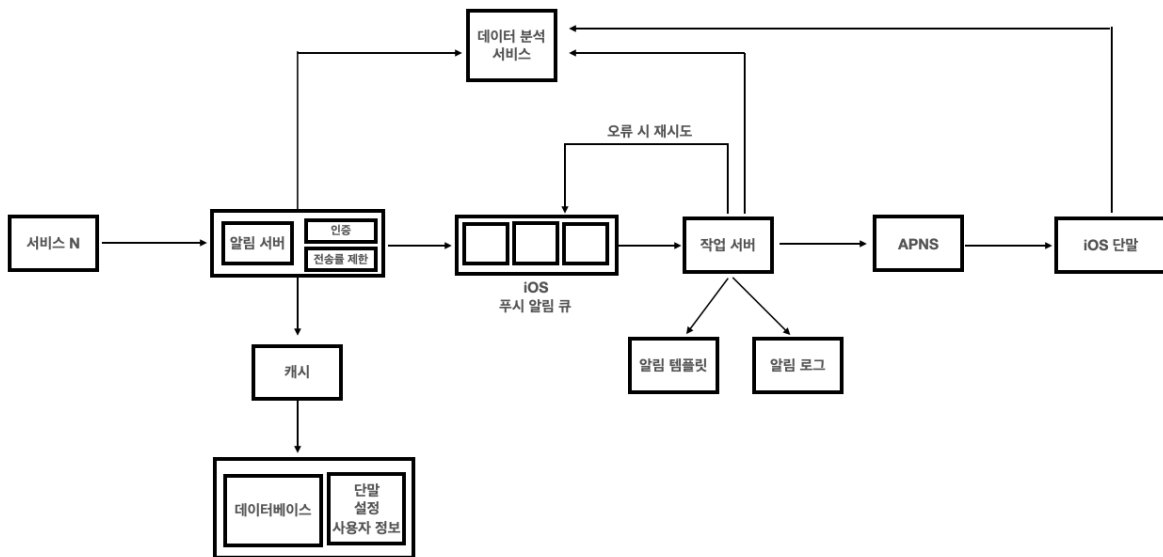 데이터 분석
서비스
오류 시 재시도
서비스 N
알림 서버
인증
전송률 제한
작업 서버
APNS
iOS 단말
iOS
푸시 알림 큐
알림 템플릿
알림 로그
캐시
데이터베이스
단말
설정
사용자 정보